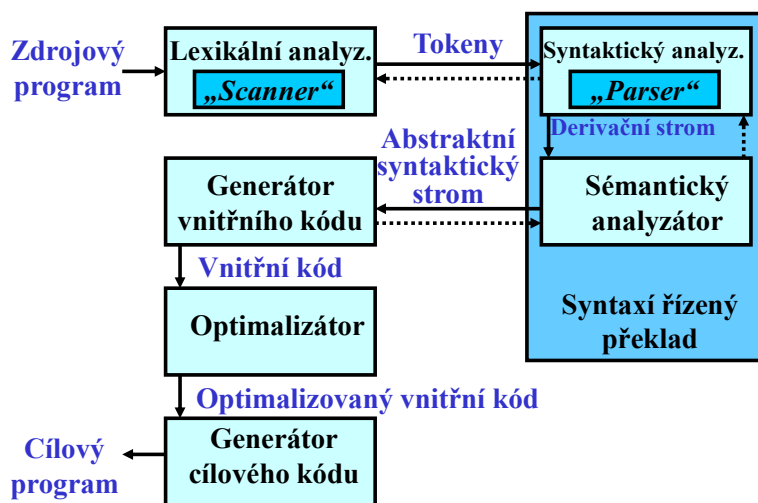 Zdrojový
program
Lexikální analyz.
„Scanner“
Tokeny
Syntaktický analyz.
„Parser“
Derivační strom
Abstraktní
syntaktický
strom
Sémantický
analyzátor
Syntaxí řízený
překlad
Generátor
vnitřního kódu
Vnitřní kód
Optimalizátor
Optimalizovaný vnitřní kód
Generátor
cílového kódu
Cílový
program